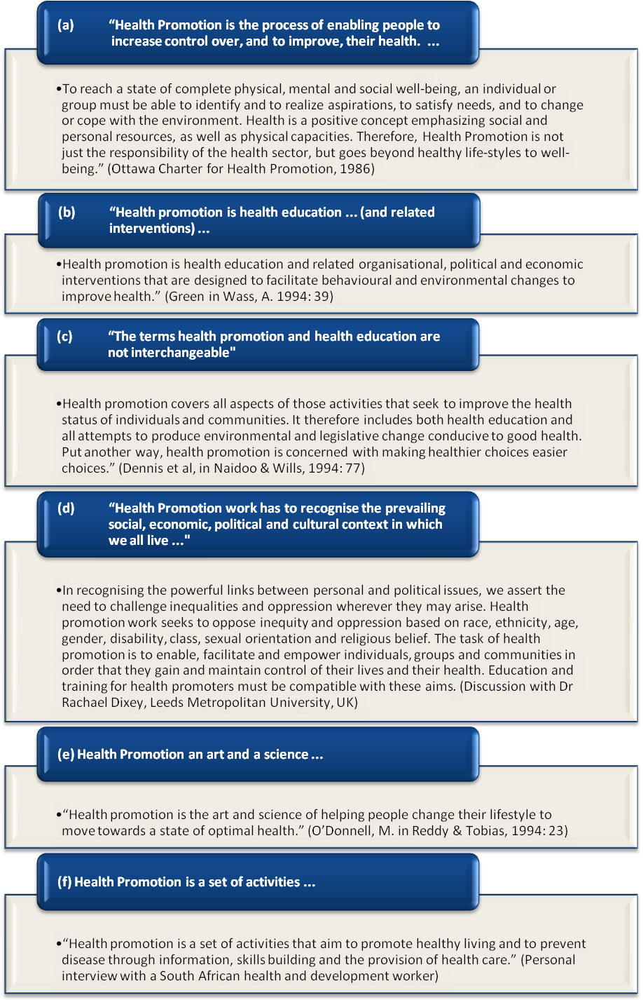 (a) “Health Promotion is the process of enabling people to
increase control over, and to improve, their health. ...
•To reach a state of complete physical, mental and social well-being, an individual or
group must be able to identify and to realize aspirations, to satisfy needs, and to change
or cope with the environment. Health is a positive concept emphasizing social and
personal resources, as well as physical capacities. Therefore, Health Promotion is not
just the responsibility of the health sector, but goes beyond healthy life-styles to well-
being.” (Ottawa Charter for Health Promotion, 1986)
(b) “Health promotion is health education ... (and related
interventions) ...
•Health promotion is health education and related organisational, political and economic
interventions that are designed to facilitate behavioural and environmental changes to
improve health.” (Green in Wass, A. 1994: 39)
(c) “The terms health promotion and health education are
not interchangeable"
•Health promotion covers all aspects of those activities that seek to improve the health
status of individuals and communities. It therefore includes both health education and
all attempts to produce environmental and legislative change conducive to good health.
Put another way, health promotion is concerned with making healthier choices easier
choices.” (Dennis et al, in Naidoo & Wills, 1994: 77)
(d) “Health Promotion work has to recognise the prevailing
social, economic, political and cultural context in which
we all live ..."
•In recognising the powerful links between personal and political issues, we assert the
need to challenge inequalities and oppression wherever they may arise. Health
promotion work seeks to oppose inequity and oppression based on race, ethnicity, age,
gender, disability, class, sexual orientation and religious belief. The task of health
promotion is to enable, facilitate and empower individuals, groups and communities in
order that they gain and maintain control of their lives and their health. Education and
training for health promoters must be compatible with these aims. (Discussion with Dr
Rachael Dixey, Leeds Metropolitan University, UK)
(e) Health Promotion an art and a science ...
•“Health promotion is the art and science of helping people change their lifestyle to
move towards a state of optimal health.” (O’Donnell, M. in Reddy & Tobias, 1994: 23)
(f) Health Promotion is a set of activities ...
•“Health promotion is a set of activities that aim to promote healthy living and to prevent
disease through information, skills building and the provision of health care.” (Personal
interview with a South African health and development worker)